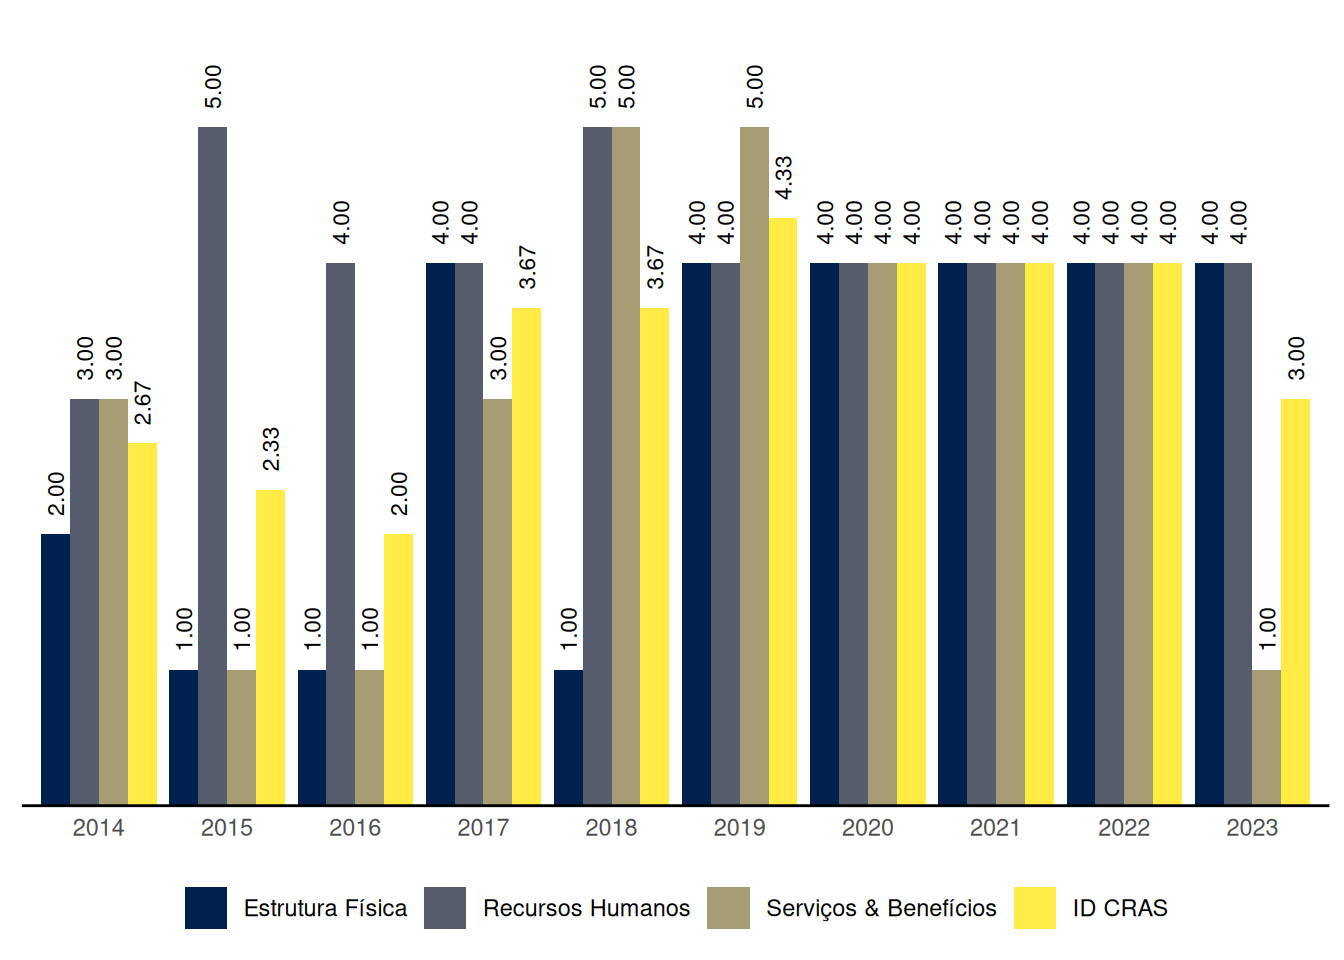 2.00 3.00 3.00 2.67 1.00 5.00 1.00 2.33 1.00 4.00 1.00 2.00 4.00 4.00 3.00 3.67 1.00 5.00 5.00 3.67 4.00 4.00 5.00 4.33 4.00 4.00 4.00 4.00 4.00 4.00 4.00 4.00 4.00 4.00 4.00 4.00 4.00 4.00 1.00 3.00
2014 2015 2016 2017 2018 2019 2020 2021 2022 2023
Estrutura Física Recursos Humanos Serviços & Benefícios ID CRAS